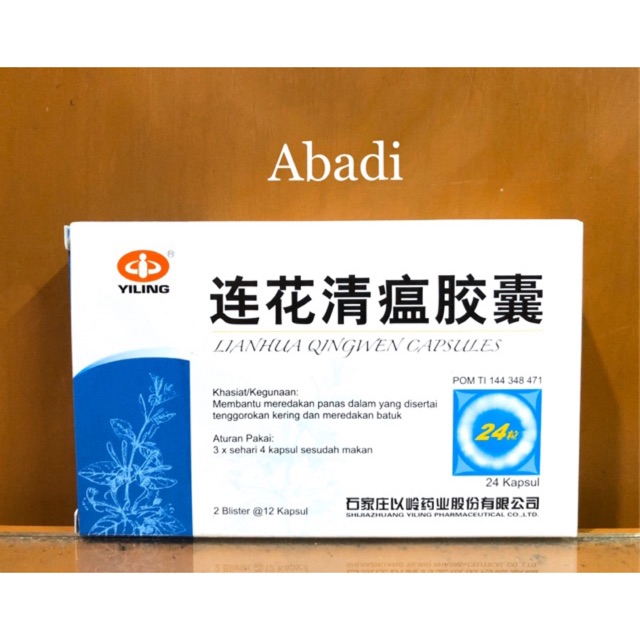 Abadi
®
YILING
连花清瘟胶囊
LIANHUA QINGWEN CAPSULES
POM TI 144 348 471
Khasiat/Kegunaan:
Membantu meredakan panas dalam yang disertai
tenggorokan kering dan meredakan batuk
Aturan Pakai:
3 x sehari 4 kapsul sesudah makan
24粒
24 Kapsul
2 Blister @12 Kapsul
石家庄以岭药业股份有限公司
SHIJIAZHUANG YILING PHARMACEUTICAL CO.,LTD.